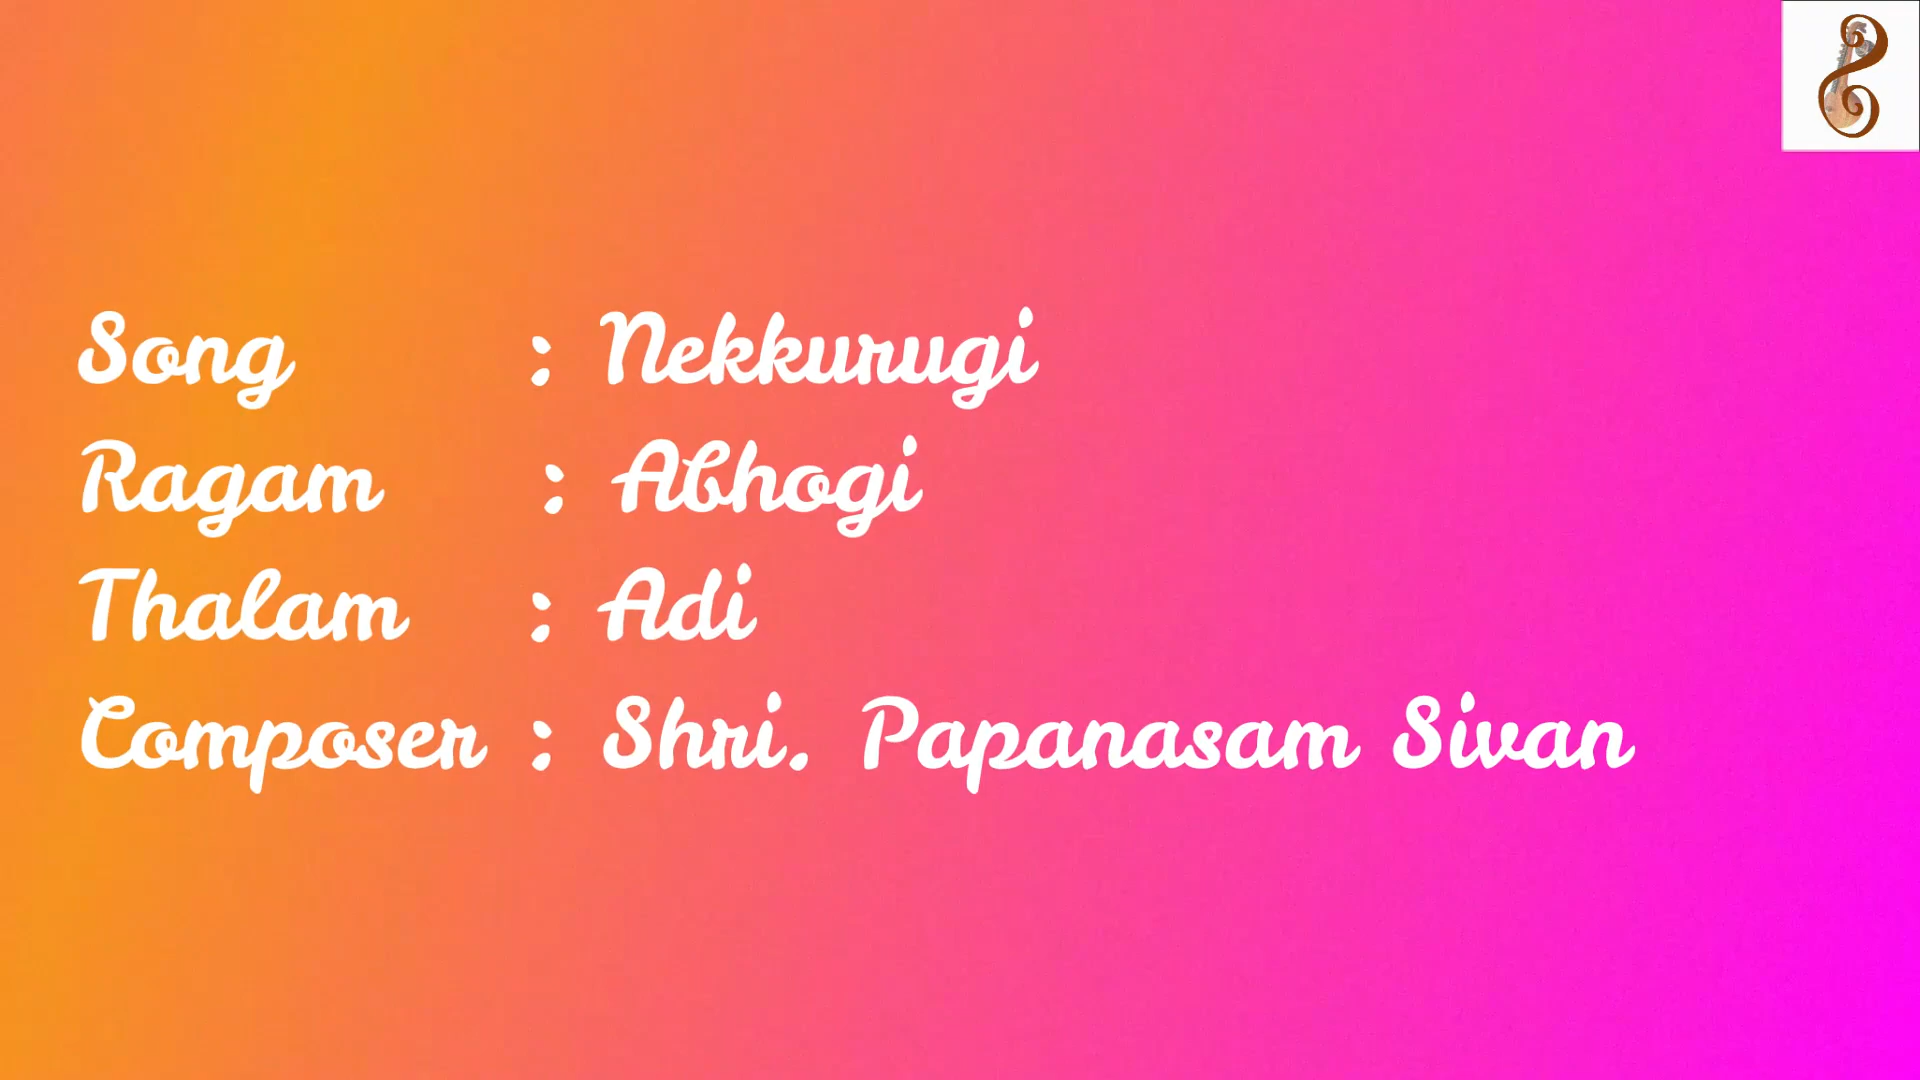 Song : Nekkurugi
Ragam : Abhogi
Thalam : Adi
Composer : Shri. Papanasam Sivan